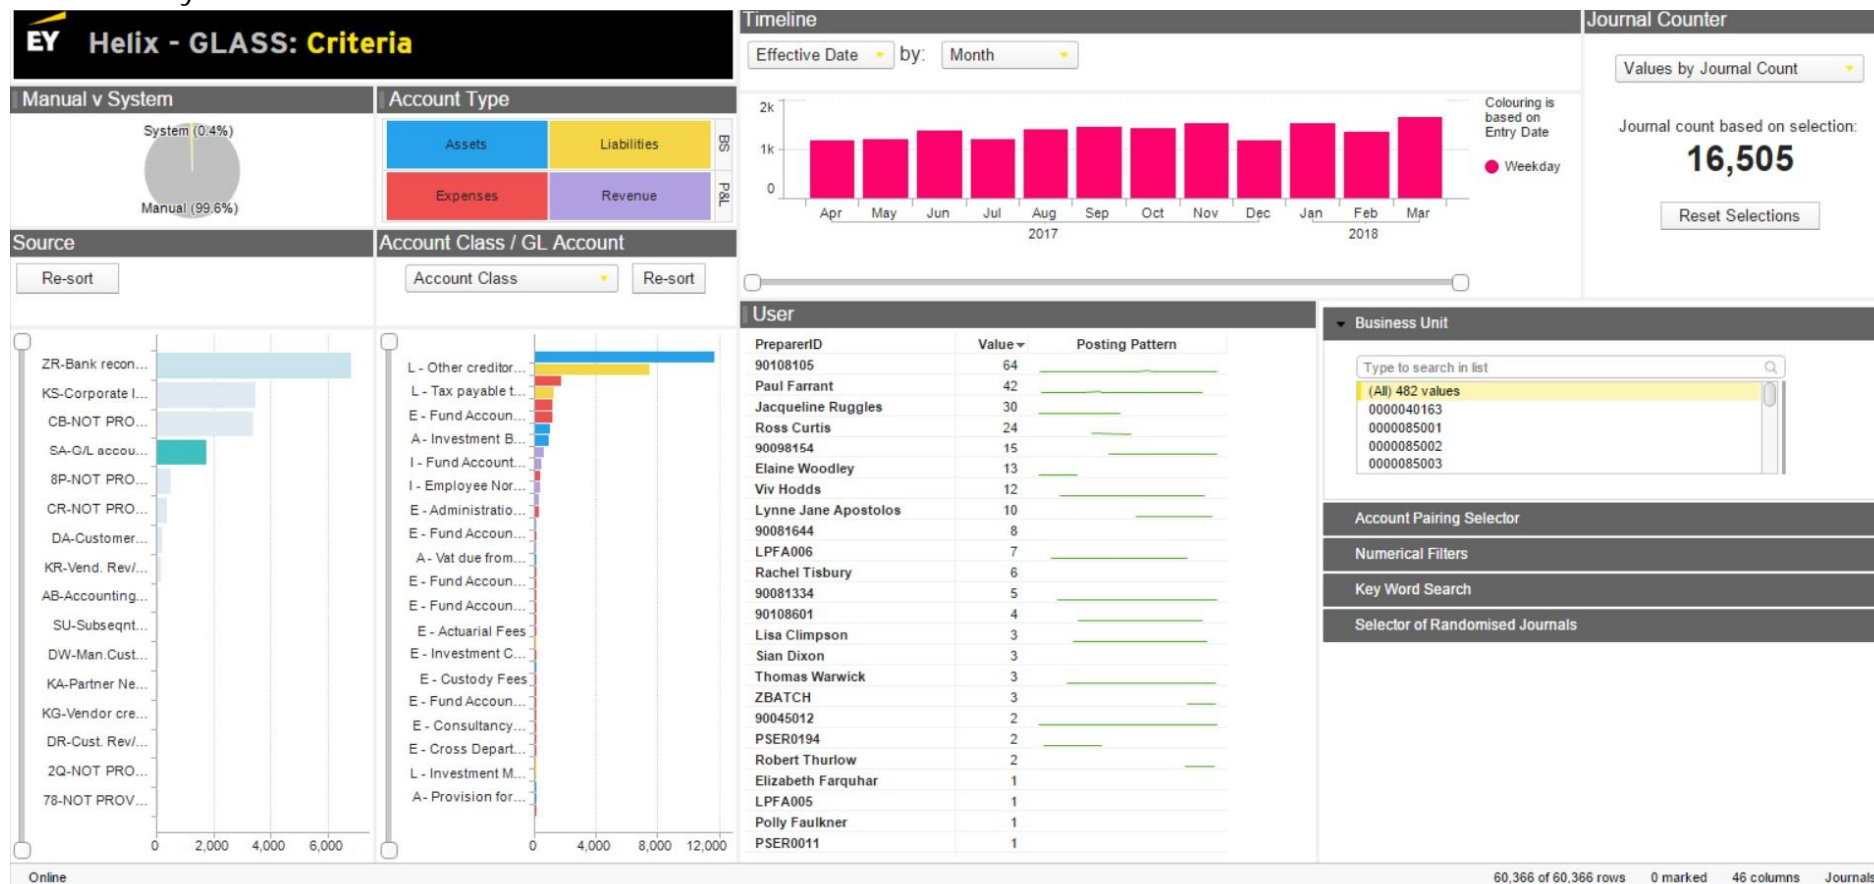 EY Helix - GLASS: Criteria
Manual v System
System (0.4%)
Manual (99.6%)
Account Type
Assets
Liabilities
BS
Expenses
Revenue
P&L
Source
Re-sort
ZR-Bank recon...
KS-Corporate I...
CB-NOT PRO...
SA-G/L accou...
8P-NOT PRO...
CR-NOT PRO...
DA-Customer...
KR-Vend. Rev/...
AB-Accounting...
SU-Subseqnt...
DW-Man.Cust...
KA-Partner Ne...
KG-Vendor cre...
DR-Cust. Rev/...
2Q-NOT PRO...
78-NOT PROV...
0 2,000 4,000 6,000
Account Class / GL Account
Account Class
Re-sort
L - Other creditor...
L - Tax payable t...
E - Fund Accoun...
A - Investment B...
I - Fund Account...
I - Employee Nor...
E - Administratio...
E - Fund Accoun...
A - Vat due from...
E - Fund Accoun...
E - Fund Accoun...
E - Actuarial Fees
E - Investment C...
E - Custody Fees
E - Fund Accoun...
E - Consultancy...
E - Cross Depart...
L - Investment M...
A - Provision for...
0 4,000 8,000 12,000
Timeline
Effective Date by: Month
2k
1k
0
Apr May Jun Jul Aug Sep Oct Nov Dec Jan Feb Mar
2017 2018
Colouring is
based on
Entry Date
Weekday
Journal Counter
Values by Journal Count
Journal count based on selection:
16,505
Reset Selections
User
PreparerID Value Posting Pattern
90108105 64
Paul Farrant 42
Jacqueline Ruggles 30
Ross Curtis 24
90098154 15
Elaine Woodley 13
Viv Hodds 12
Lynne Jane Apostolos 10
90081644 8
LPFA006 7
Rachel Tisbury 6
90081334 5
90108601 4
Lisa Climpson 3
Sian Dixon 3
Thomas Warwick 3
ZBATCH 3
90045012 2
PSER0194 2
Robert Thurlow 2
Elizabeth Farquhar 1
LPFA005 1
Polly Faulkner 1
PSER0011 1
Business Unit
Type to search in list
(All) 482 values
0000040163
0000085001
0000085002
0000085003
Account Pairing Selector
Numerical Filters
Key Word Search
Selector of Randomised Journals
Online
60,366 of 60,366 rows 0 marked 46 columns Journals